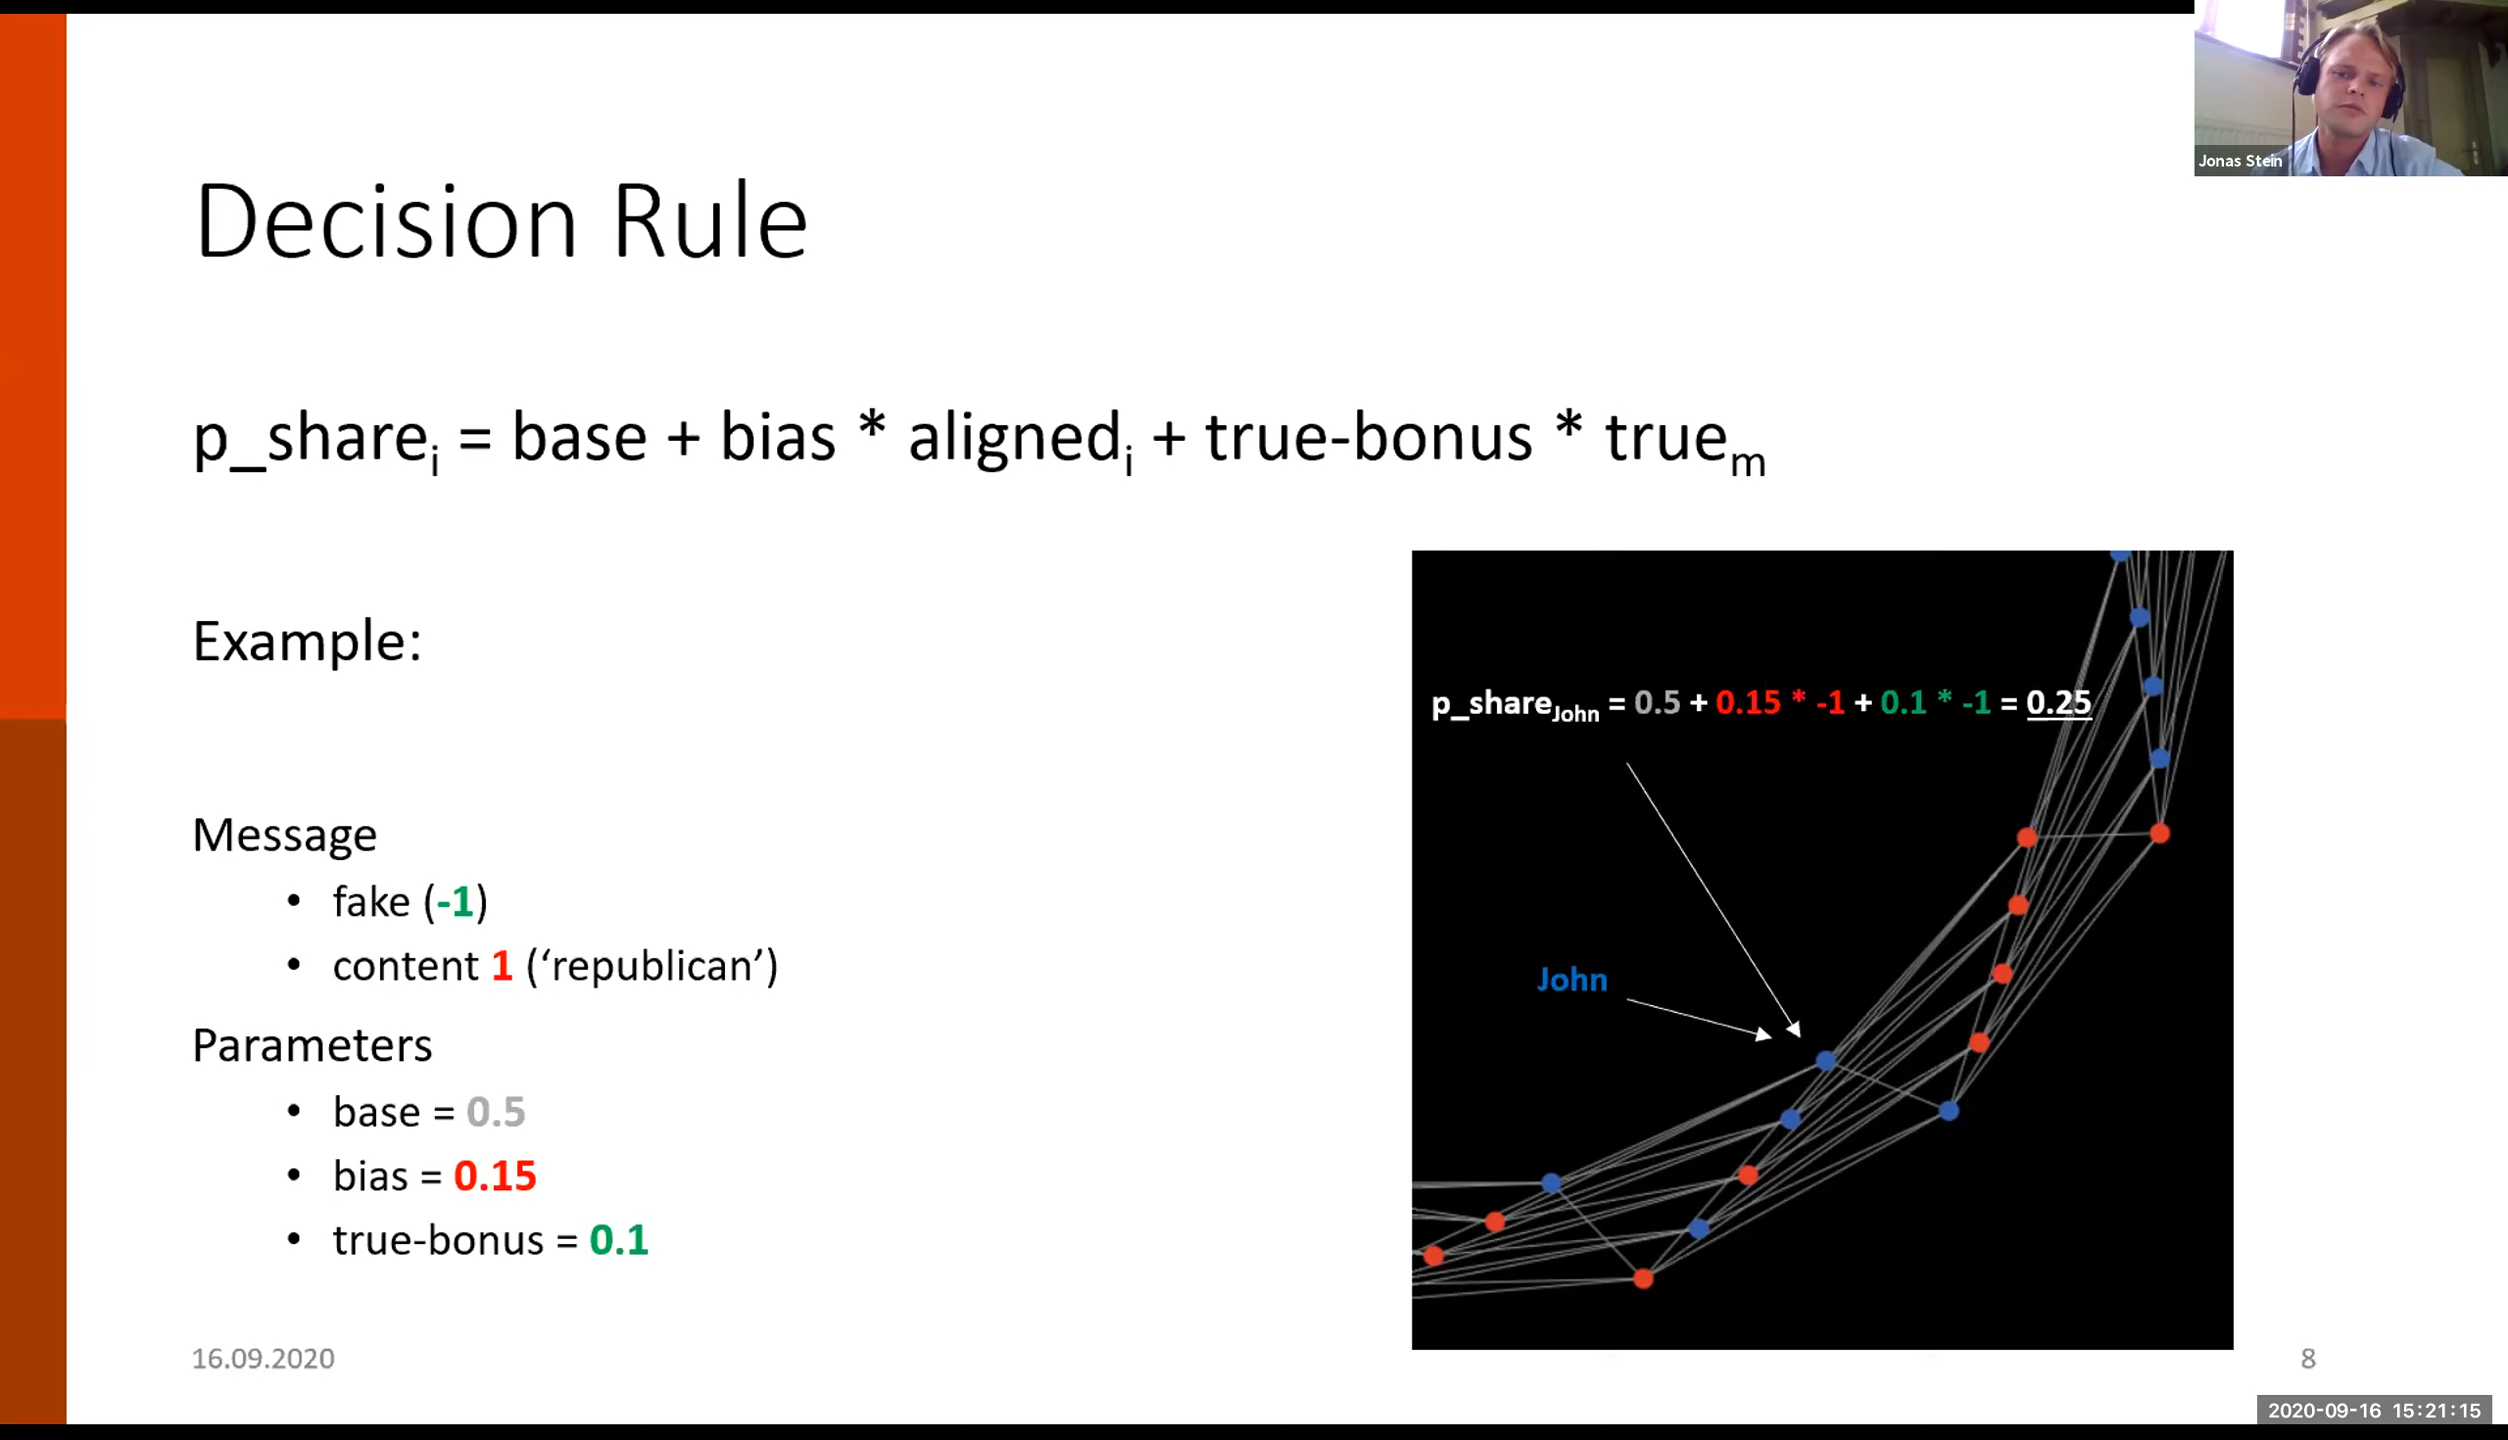 Jonas Stein
Decision Rule
p_shareᵢ = base + bias * alignedᵢ + true-bonus * trueₘ
Example:
p_shareJohn = 0.5 + 0.15 * -1 + 0.1 * -1 = 0.25
John
Message
• fake (-1)
• content 1 (‘republican’)
Parameters
• base = 0.5
• bias = 0.15
• true-bonus = 0.1
16.09.2020
8
2020-09-16 15:21:15